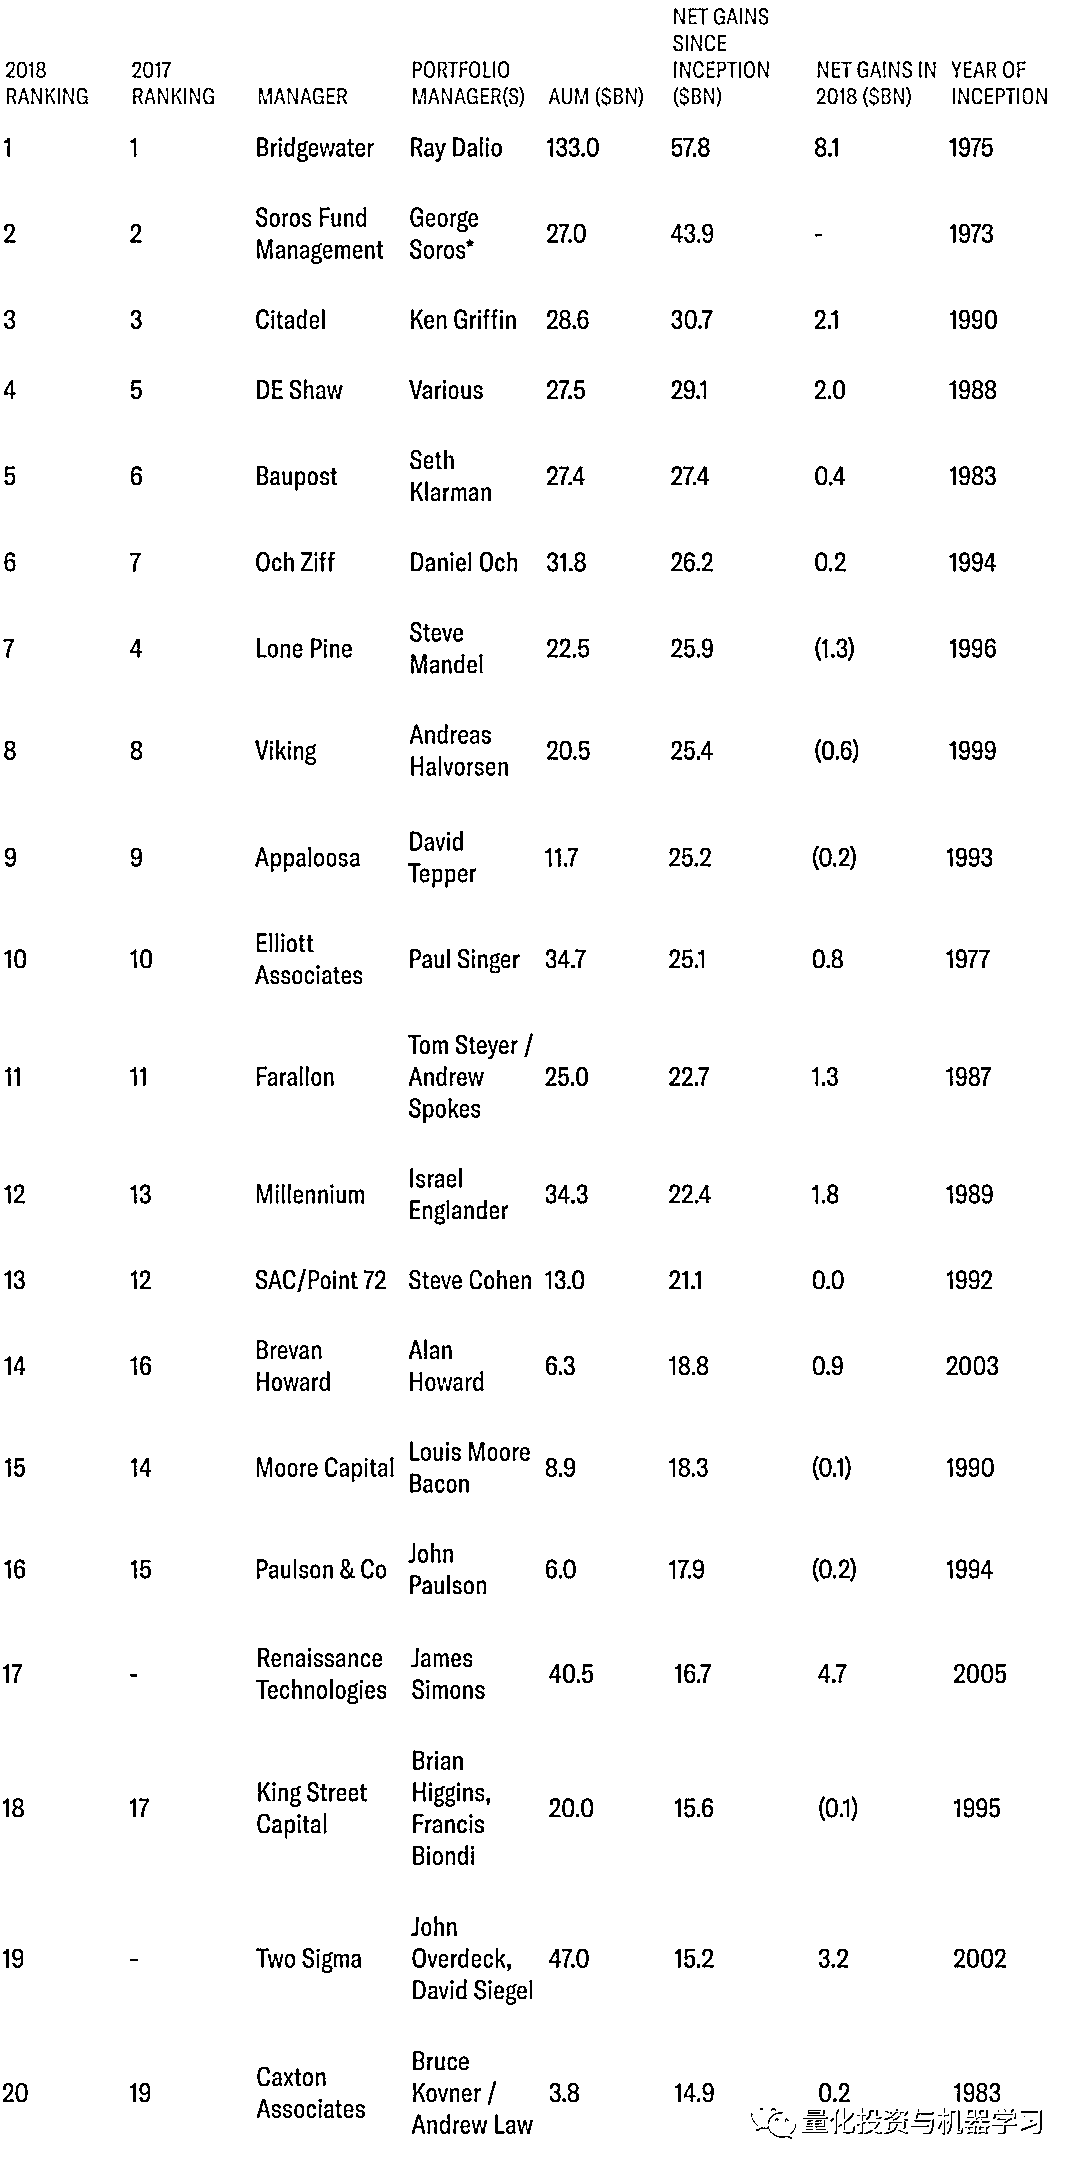 2018 RANKING 2017 RANKING MANAGER PORTFOLIO MANAGER(S) AUM ($BN) NET GAINS SINCE INCEPTION ($BN) NET GAINS IN 2018 ($BN) YEAR OF INCEPTION
1 1 Bridgewater Ray Dalio 133.0 57.8 8.1 1975
2 2 Soros Fund Management George Soros* 27.0 43.9 - 1973
3 3 Citadel Ken Griffin 28.6 30.7 2.1 1990
4 5 DE Shaw Various 27.5 29.1 2.0 1988
5 6 Baupost Seth Klarman 27.4 27.4 0.4 1983
6 7 Och Ziff Daniel Och 31.8 26.2 0.2 1994
7 4 Lone Pine Steve Mandel 22.5 25.9 (1.3) 1996
8 8 Viking Andreas Halvorsen 20.5 25.4 (0.6) 1999
9 9 Appaloosa David Tepper 11.7 25.2 (0.2) 1993
10 10 Elliott Associates Paul Singer 34.7 25.1 0.8 1977
11 11 Farallon Tom Steyer / Andrew Spokes 25.0 22.7 1.3 1987
12 13 Millennium Israel Englander 34.3 22.4 1.8 1989
13 12 SAC/Point 72 Steve Cohen 13.0 21.1 0.0 1992
14 16 Brevan Howard Alan Howard 6.3 18.8 0.9 2003
15 14 Moore Capital Louis Moore Bacon 8.9 18.3 (0.1) 1990
16 15 Paulson & Co John Paulson 6.0 17.9 (0.2) 1994
17 - Renaissance Technologies James Simons 40.5 16.7 4.7 2005
18 17 King Street Capital Brian Higgins, Francis Biondi 20.0 15.6 (0.1) 1995
19 - Two Sigma John Overdeck, David Siegel 47.0 15.2 3.2 2002
20 19 Caxton Associates Bruce Kovner / Andrew Law 3.8 14.9 0.2 1983
量化投资与机器学习